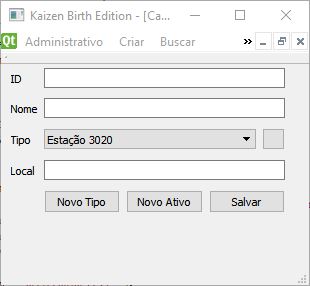 Kaizen Birth Edition - [Ca...
Qt Administrativo Criar Buscar »
ID
Nome
Tipo Estação 3020
Local
Novo Tipo Novo Ativo Salvar